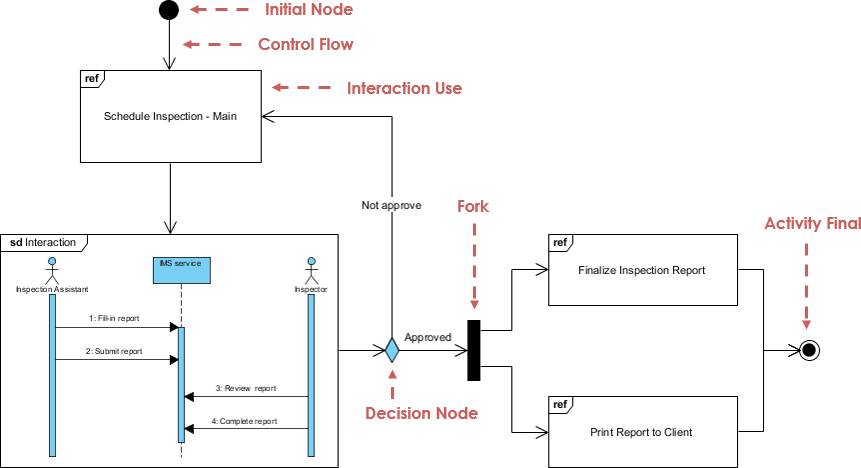 Initial Node
Control Flow
ref
Interaction Use
Schedule Inspection - Main
Not approve
Fork
Activity Final
sd Interaction
ref
Finalize Inspection Report
IMS service
Inspection Assistant
Inspector
1: Fill-in report
2: Submit report
Approved
3: Review report
4: Complete report
Decision Node
ref
Print Report to Client